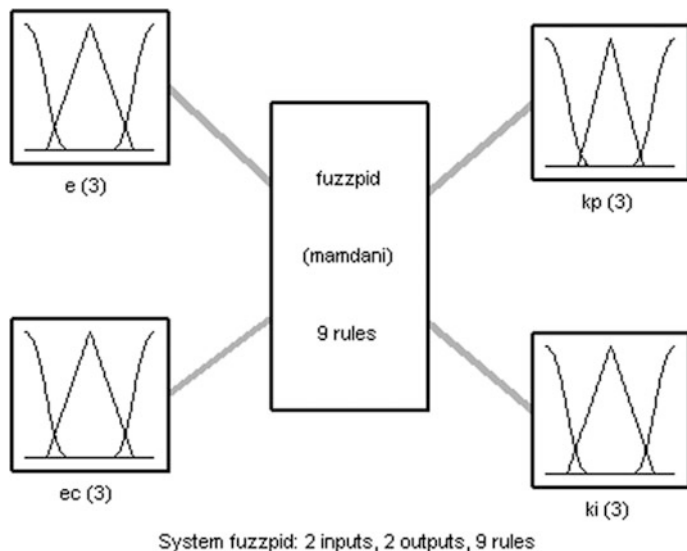 e (3)
ec (3)
fuzzpid
(mamdani)
9 rules
kp (3)
ki (3)
System fuzzpid: 2 inputs, 2 outputs, 9 rules